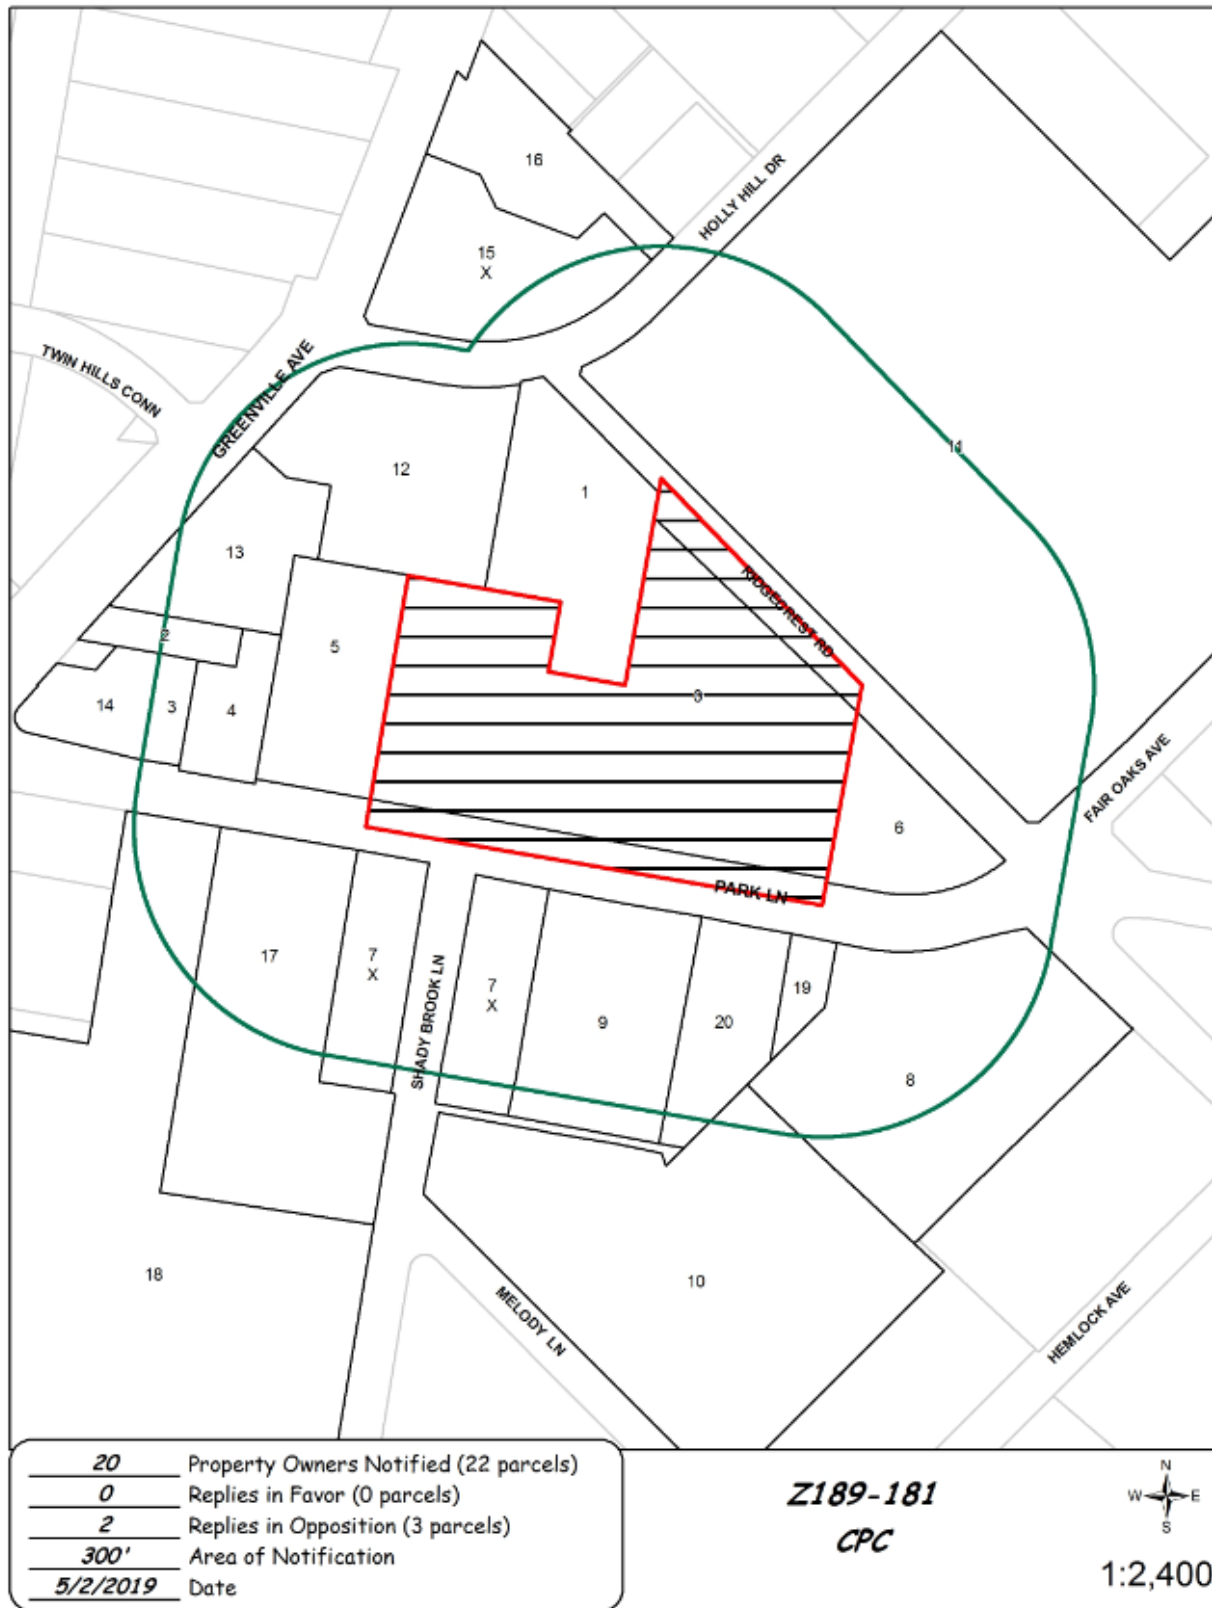 16
HOLLY HILL DR
15
X
TWIN HILLS CONN
GREENVILLE AVE
11
12
1
13
RIDGECREST RD
2
5
14
3
4
FAIR OAKS AVE
6
PARK LN
17
7
X
SHADY BROOK LN
7
X
9
20
19
8
18
10
MELODY LN
HEMLOCK AVE
20 Property Owners Notified (22 parcels)
0 Replies in Favor (0 parcels)
2 Replies in Opposition (3 parcels)
300' Area of Notification
5/2/2019 Date
Z189-181
CPC
N
W E
S
1:2,400